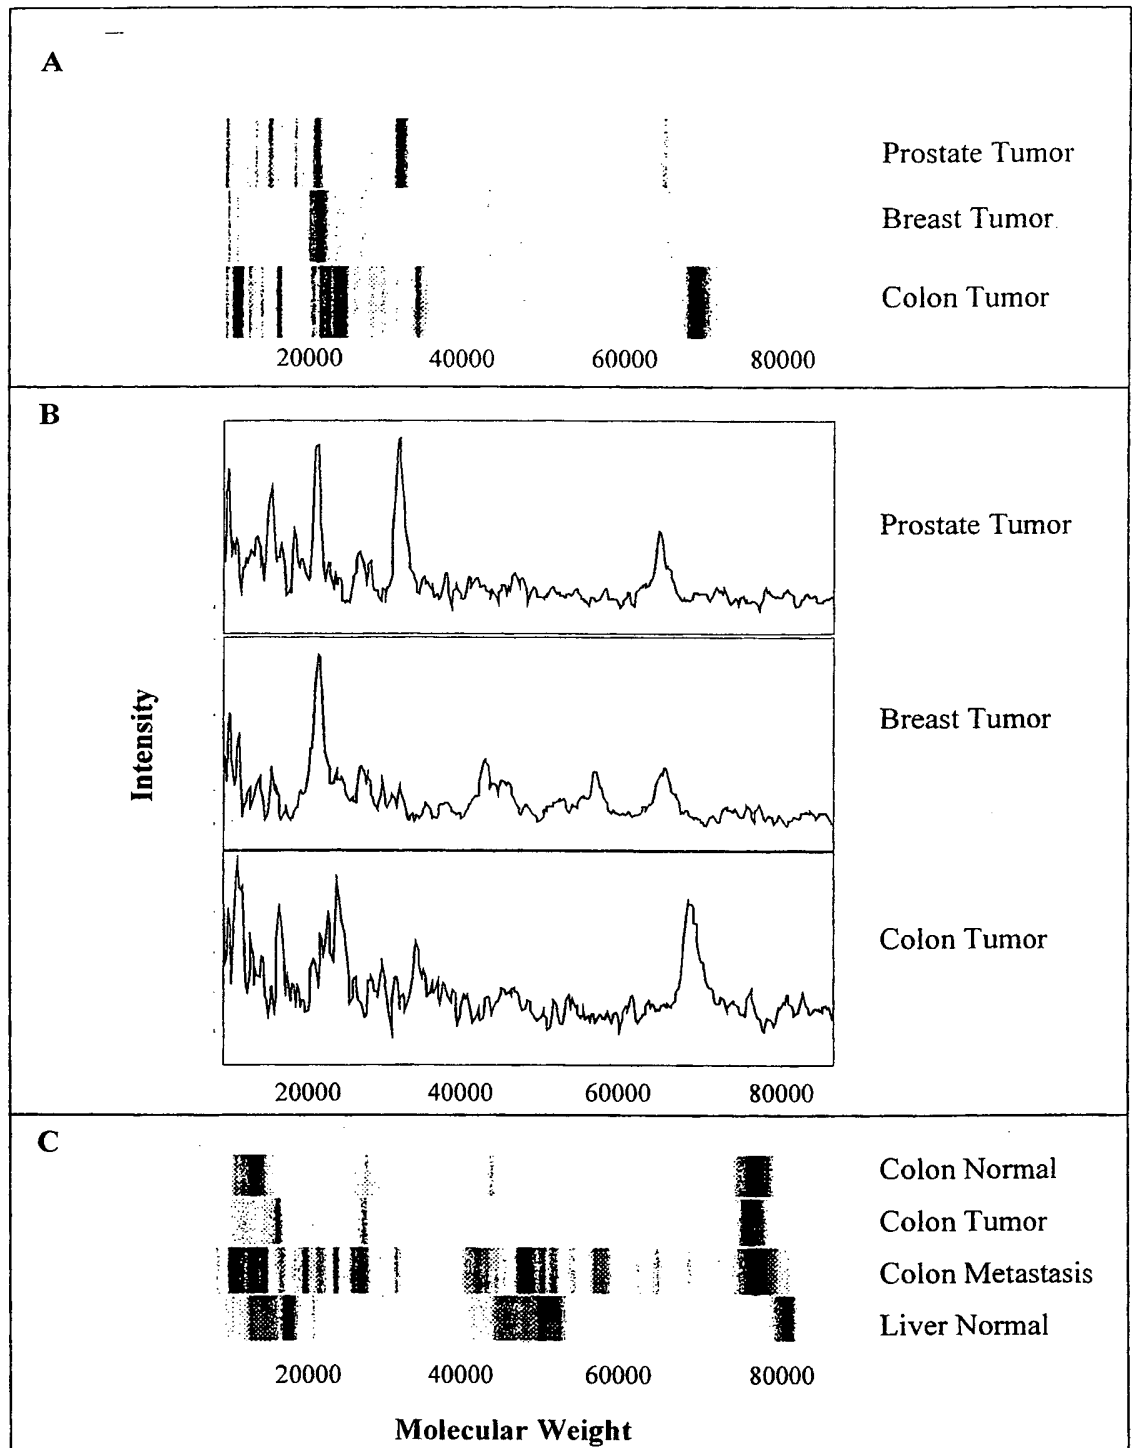 A
Prostate Tumor
Breast Tumor
Colon Tumor
20000 40000 60000 80000
B
Intensity
Prostate Tumor
Breast Tumor
Colon Tumor
20000 40000 60000 80000
C
Colon Normal
Colon Tumor
Colon Metastasis
Liver Normal
20000 40000 60000 80000
Molecular Weight